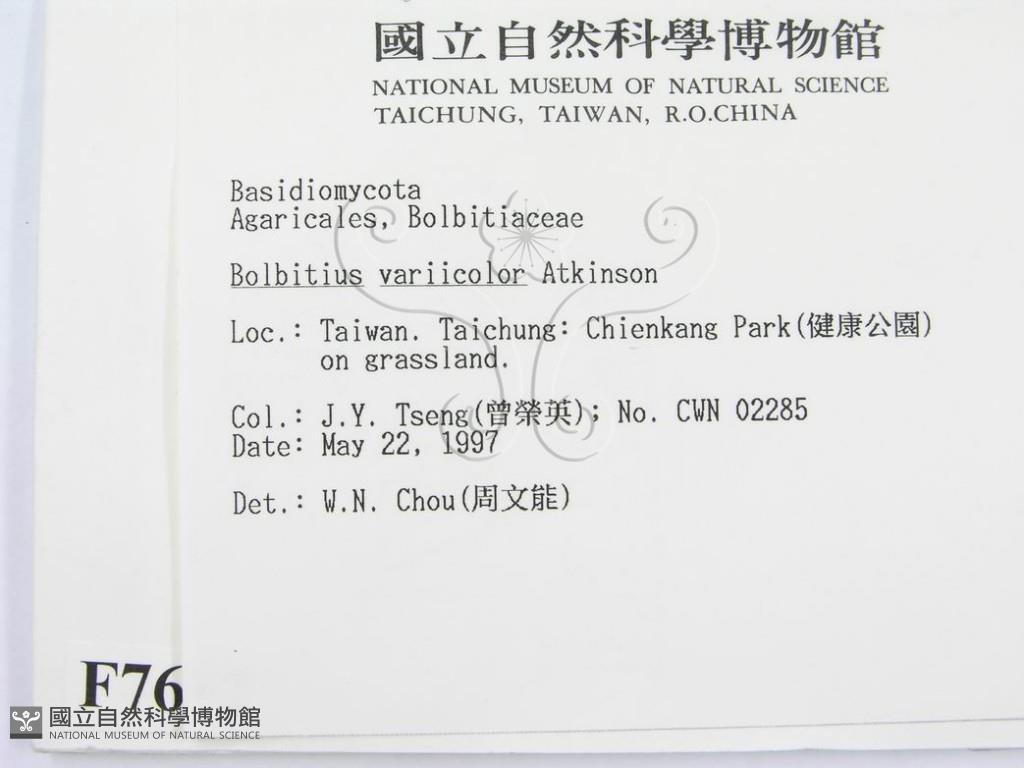 國立自然科學博物館
NATIONAL MUSEUM OF NATURAL SCIENCE
TAICHUNG, TAIWAN, R.O.CHINA
Basidiomycota
Agaricales, Bolbitiaceae
Bolbitius variicolor Atkinson
Loc.: Taiwan. Taichung: Chienkang Park(健康公園)
on grassland.
Col.: J.Y. Tseng(曾榮英); No. CWN 02285
Date: May 22, 1997
Det.: W.N. Chou(周文能)
F76
國立自然科學博物館
NATIONAL MUSEUM OF NATURAL SCIENCE